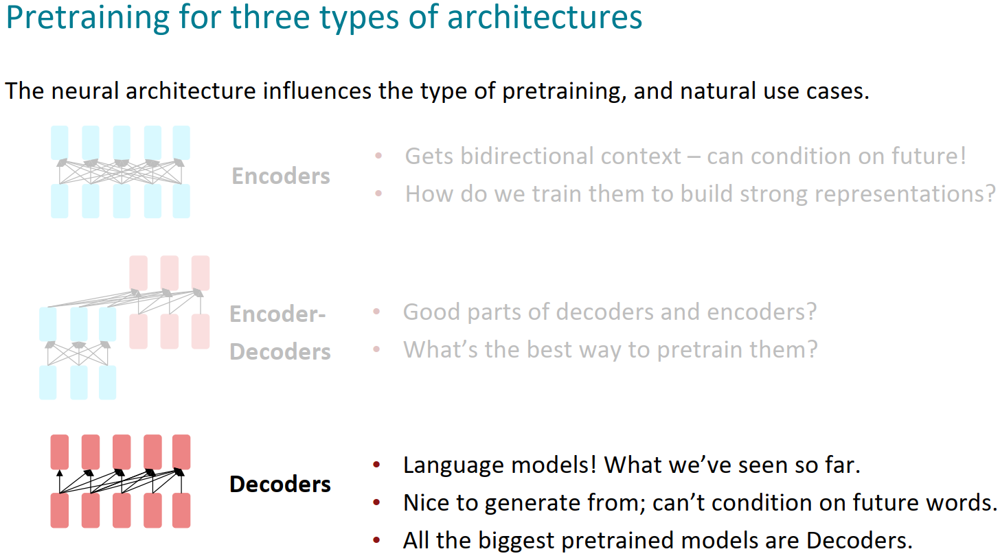 Pretraining for three types of architectures
The neural architecture influences the type of pretraining, and natural use cases.
Encoders
• Gets bidirectional context – can condition on future!
• How do we train them to build strong representations?
Encoder-
Decoders
• Good parts of decoders and encoders?
• What’s the best way to pretrain them?
Decoders
• Language models! What we’ve seen so far.
• Nice to generate from; can’t condition on future words.
• All the biggest pretrained models are Decoders.